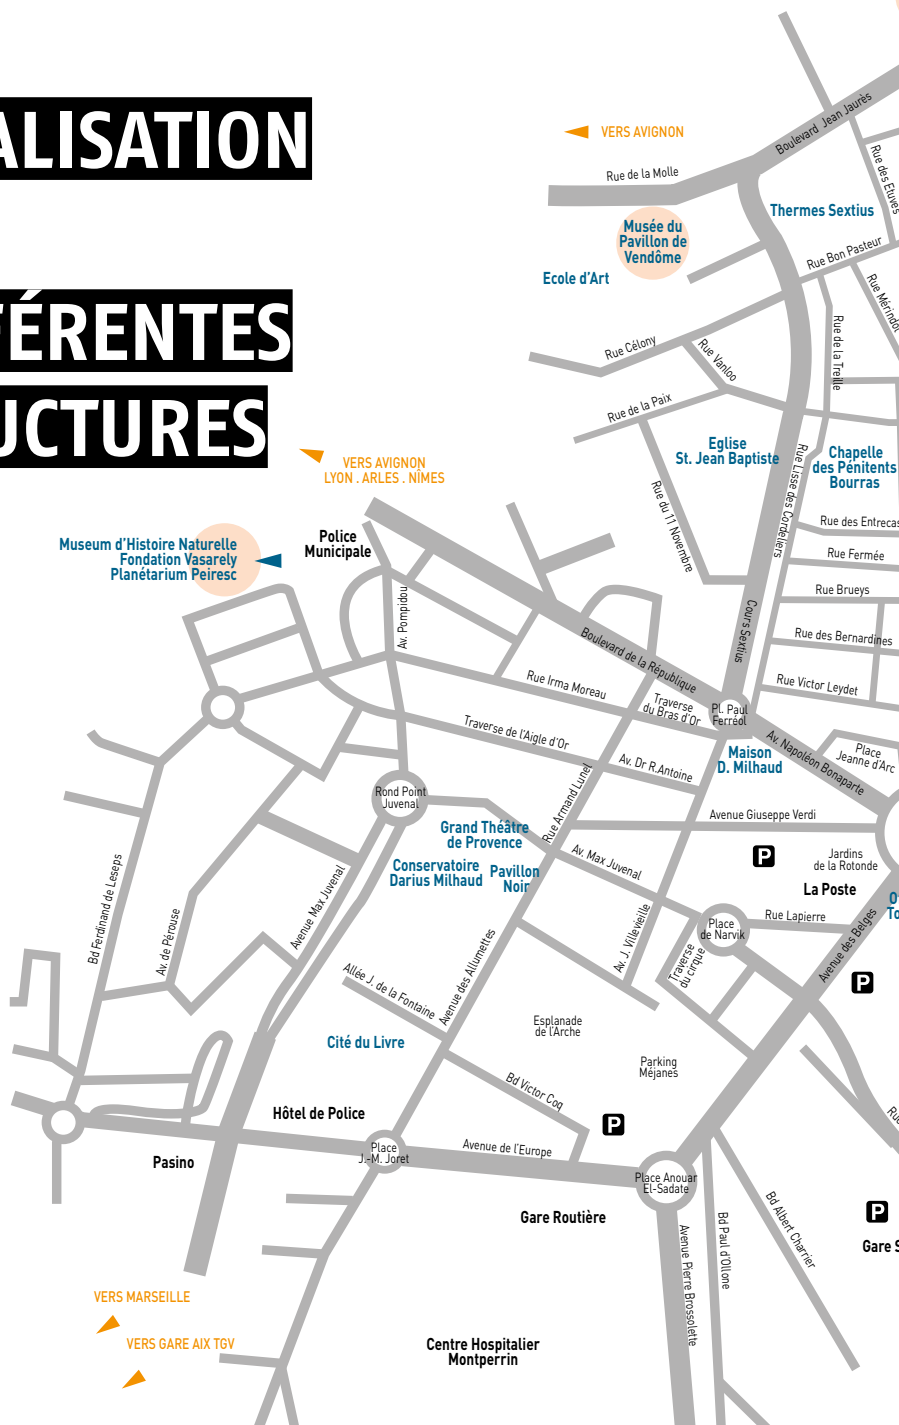 ALISATION
FÉRENTES
UCTURES
VERS AVIGNON
Rue de la Molle
Boulevard Jean Jaurès
Rue des Etuves
Thermes Sextius
Musée du
Pavillon de
Vendôme
Ecole d'Art
Rue Bon Pasteur
Rue Mérindol
Rue Célony
Rue Vanloo
Rue de la Treille
Rue de la Paix
Eglise
St. Jean Baptiste
Rue Lisse des Cordeliers
Chapelle
des Pénitents
Bourras
VERS AVIGNON
LYON . ARLES . NÎMES
Rue du 11 Novembre
Rue des Entrecas
Police
Municipale
Museum d'Histoire Naturelle
Fondation Vasarely
Planétarium Peiresc
Rue Fermée
Rue Brueys
Av. Pompidou
Cours Sextius
Rue des Bernardines
Boulevard de la République
Rue Irma Moreau
Rue Victor Leydet
Traverse
du Bras d'Or
Pl. Paul
Ferréol
Traverse de l'Aigle d'Or
Av. Napoléon Bonaparte
Place
Jeanne d'Arc
Maison
D. Milhaud
Av. Dr R.Antoine
Rond Point
Juvenal
Rue Armand Lunel
Avenue Giuseppe Verdi
Grand Théâtre
de Provence
P
Jardins
de la Rotonde
Conservatoire
Darius Milhaud
Pavillon
Noir
Av. Max Juvenal
La Poste
Bd Ferdinand de Leseps
Av. de Pérouse
Avenue Max Juvenal
Avenue des Allumettes
Av. J. Villevieille
Place
de Narvik
Rue Lapierre
Avenue des Belges
O
To
Traverse
du cirque
Allée J. de la Fontaine
P
Cité du Livre
Esplanade
de l'Arche
Parking
Méjanes
Bd Victor Coq
Hôtel de Police
P
Rue
Pasino
Place
J.-M. Joret
Avenue de l'Europe
Place Anouar
El-Sadate
Gare Routière
Bd Albert Charrier
Bd Paul d'Ollone
Avenue Pierre Brossolette
P
Gare S
VERS MARSEILLE
VERS GARE AIX TGV
Centre Hospitalier
Montperrin